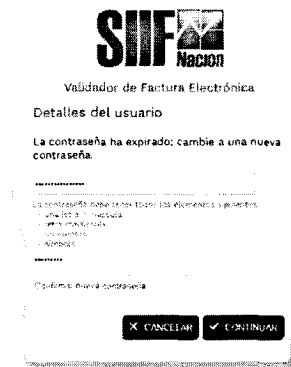 SIIF
Nación
Validador de Factura Electrónica
Detalles del usuario
La contraseña ha expirado; cambie a una nueva
contraseña.
La contraseña debe tener todos los elementos siguientes
símbolo
Confirmar nueva contraseña
X CANCELAR ✔ CONTINUAR